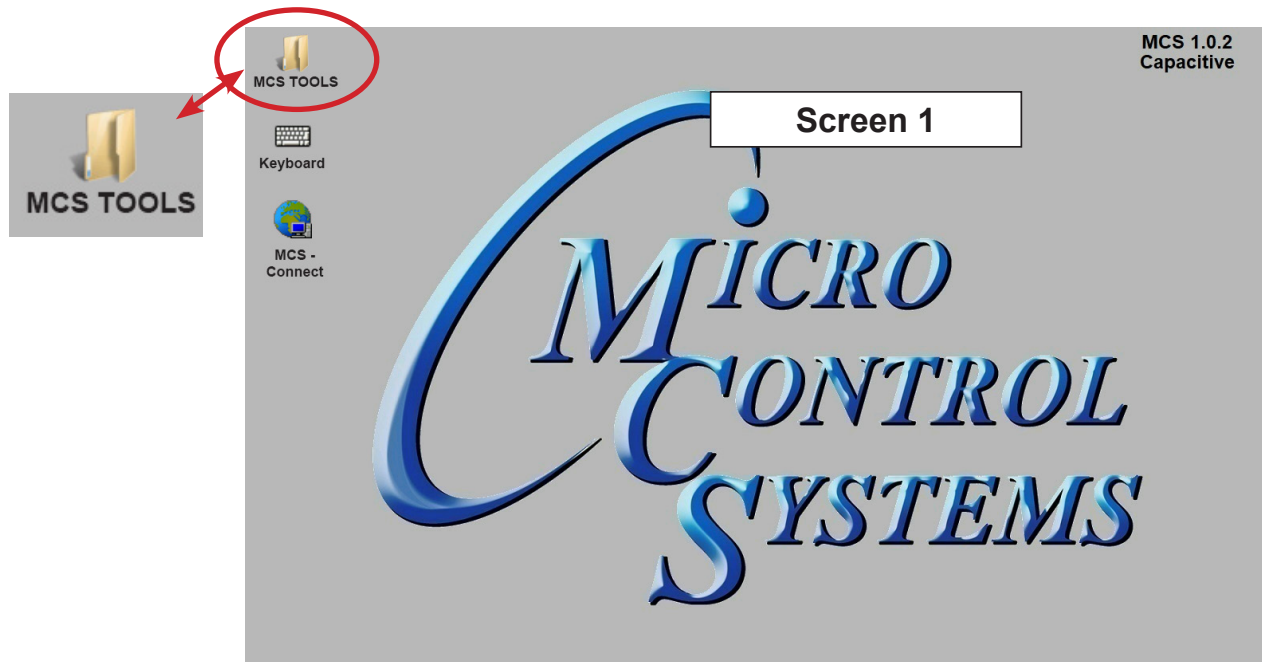 MCS TOOLS
MCS TOOLS
Keyboard
MCS -
Connect
MCS 1.0.2
Capacitive
Screen 1
MICRO
CONTROL
SYSTEMS